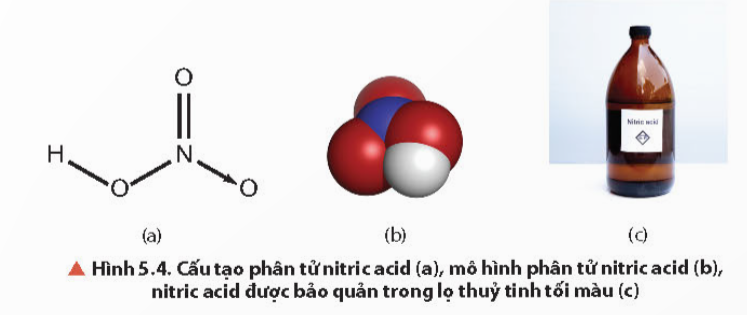 O
H
N
O
O
(a)
(b)
(c)
Nitric acid
▲ Hình 5.4. Cấu tạo phân tử nitric acid (a), mô hình phân tử nitric acid (b),
nitric acid được bảo quản trong lọ thuỷ tinh tối màu (c)